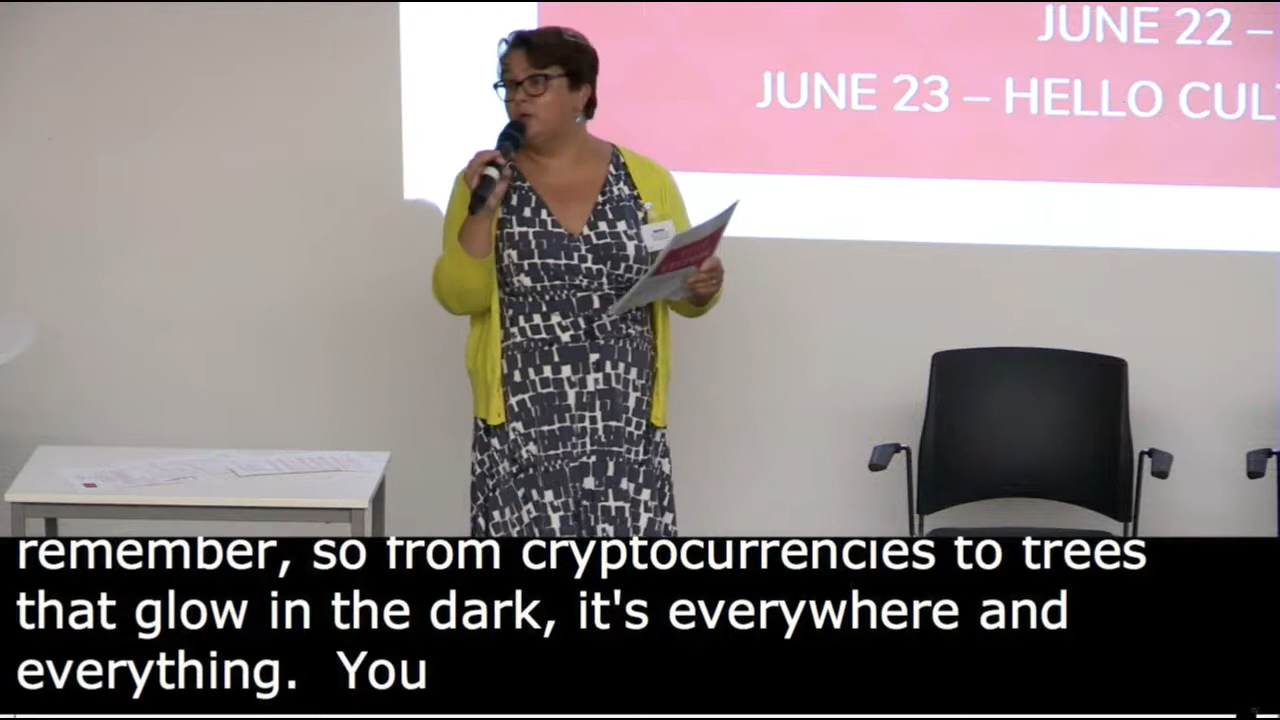 JUNE 22 –
JUNE 23 – HELLO CUL
remember, so from cryptocurrencies to trees
that glow in the dark, it's everywhere and
everything. You